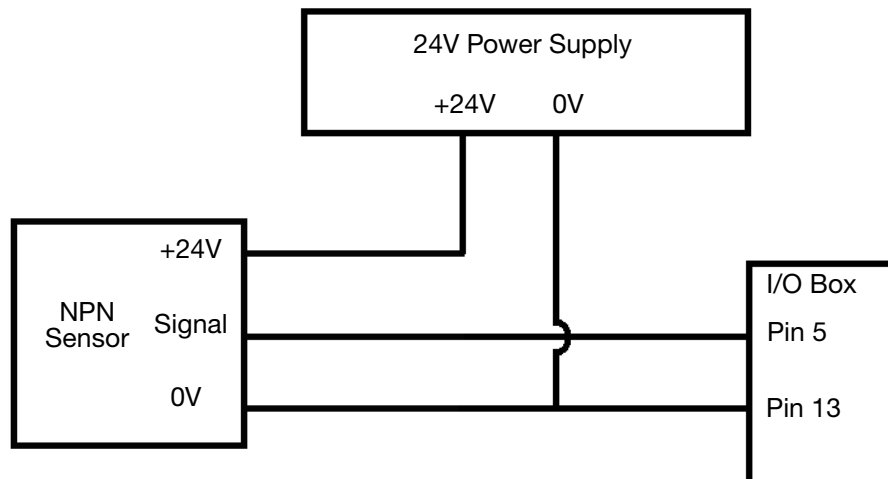 24V Power Supply
+24V 0V
+24V
NPN
Sensor
Signal
0V
I/O Box
Pin 5
Pin 13